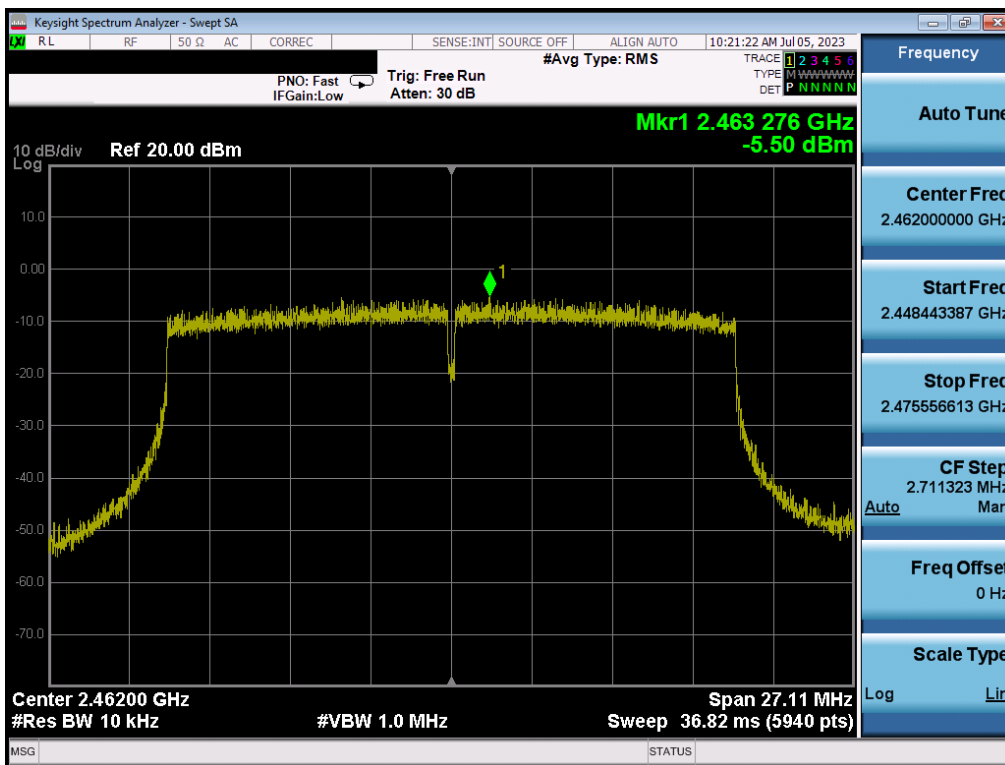 Keysight Spectrum Analyzer - Swept SA
LXI RL RF 50 Ω AC CORREC SENSE:INT SOURCE OFF ALIGN AUTO 10:21:22 AM Jul 05, 2023
#Avg Type: RMS
TRACE 1 2 3 4 5 6
TYPE M WWWWW
DET P N N N N N
PNO: Fast
IFGain:Low
Trig: Free Run
Atten: 30 dB
Mkr1 2.463 276 GHz
-5.50 dBm
10 dB/div Ref 20.00 dBm
Log
10.0
0.00
-10.0
-20.0
-30.0
-40.0
-50.0
-60.0
-70.0
1
Center 2.46200 GHz
Span 27.11 MHz
#Res BW 10 kHz
#VBW 1.0 MHz
Sweep 36.82 ms (5940 pts)
MSG
STATUS
Frequency
Auto Tune
Center Freq
2.462000000 GHz
Start Freq
2.448443387 GHz
Stop Freq
2.475556613 GHz
CF Step
2.711323 MHz
Auto Man
Freq Offset
0 Hz
Scale Type
Log Lin